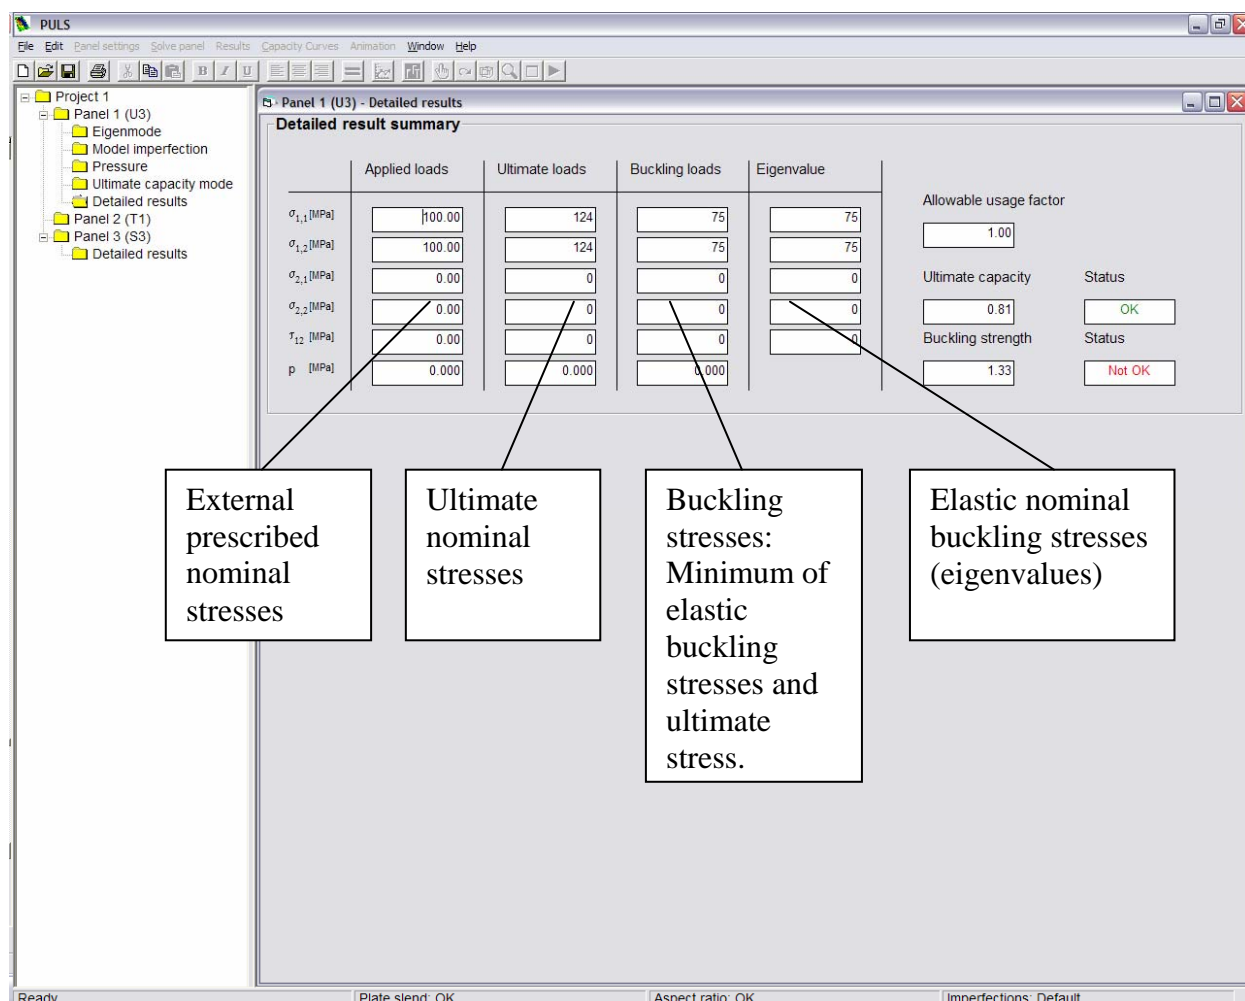 PULS
File Edit Panel settings Solve panel Results Capacity Curves Animation Window Help
B I U
Project 1
Panel 1 (U3)
Eigenmode
Model imperfection
Pressure
Ultimate capacity mode
Detailed results
Panel 2 (T1)
Panel 3 (S3)
Detailed results
Panel 1 (U3) - Detailed results
Detailed result summary
Applied loads Ultimate loads Buckling loads Eigenvalue
σ1,1 [MPa] 100.00 124 75 75
σ1,2 [MPa] 100.00 124 75 75
σ2,1 [MPa] 0.00 0 0 0
σ2,2 [MPa] 0.00 0 0 0
τ12 [MPa] 0.00 0 0 0
p [MPa] 0.000 0.000 0.000
Allowable usage factor
1.00
Ultimate capacity Status
0.81 OK
Buckling strength Status
1.33 Not OK
External
prescribed
nominal
stresses
Ultimate
nominal
stresses
Buckling
stresses:
Minimum of
elastic
buckling
stresses and
ultimate
stress.
Elastic nominal
buckling stresses
(eigenvalues)
Ready Plate slend: OK Aspect ratio: OK Imperfections: Default